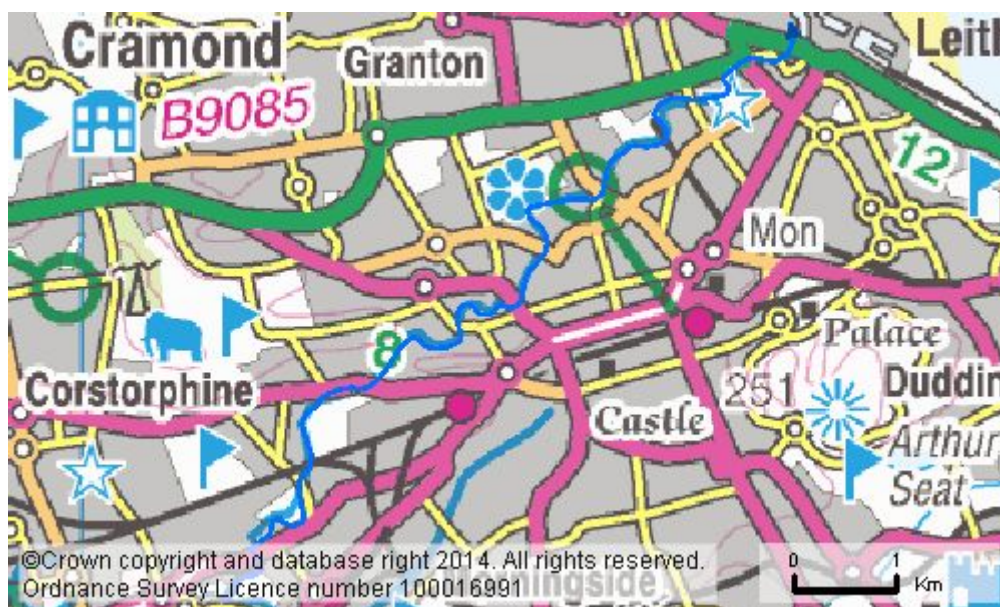 Cramond
Granton
Leith
B9085
12
Mon
8
Palace
Corstorphine
251
Duddin
Castle
Arthur
Seat
©Crown copyright and database right 2014. All rights reserved.
0 1
Ordnance Survey Licence number 100016991
ningside
Km